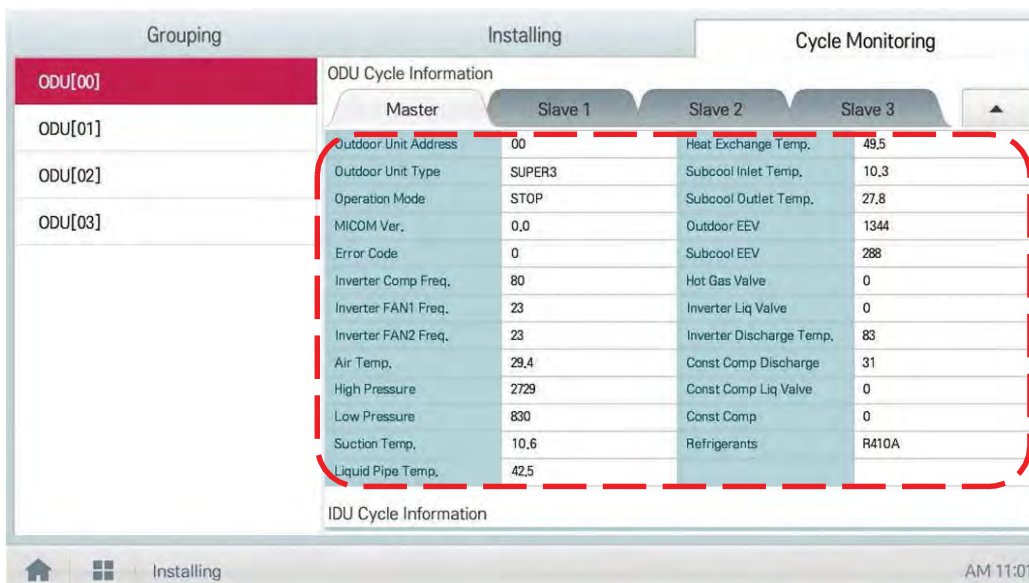 Grouping Installing Cycle Monitoring
ODU[00]
ODU[01]
ODU[02]
ODU[03]
ODU Cycle Information
Master Slave 1 Slave 2 Slave 3
Outdoor Unit Address 00 Heat Exchange Temp. 49.5
Outdoor Unit Type SUPER3 Subcool Inlet Temp. 10.3
Operation Mode STOP Subcool Outlet Temp. 27.8
MICOM Ver. 0.0 Outdoor EEV 1344
Error Code 0 Subcool EEV 288
Inverter Comp Freq. 80 Hot Gas Valve 0
Inverter FAN1 Freq. 23 Inverter Liq Valve 0
Inverter FAN2 Freq. 23 Inverter Discharge Temp. 83
Air Temp. 29.4 Const Comp Discharge 31
High Pressure 2729 Const Comp Liq Valve 0
Low Pressure 830 Const Comp 0
Suction Temp. 10.6 Refrigerants R410A
Liquid Pipe Temp. 42.5
IDU Cycle Information
Installing AM 11:01